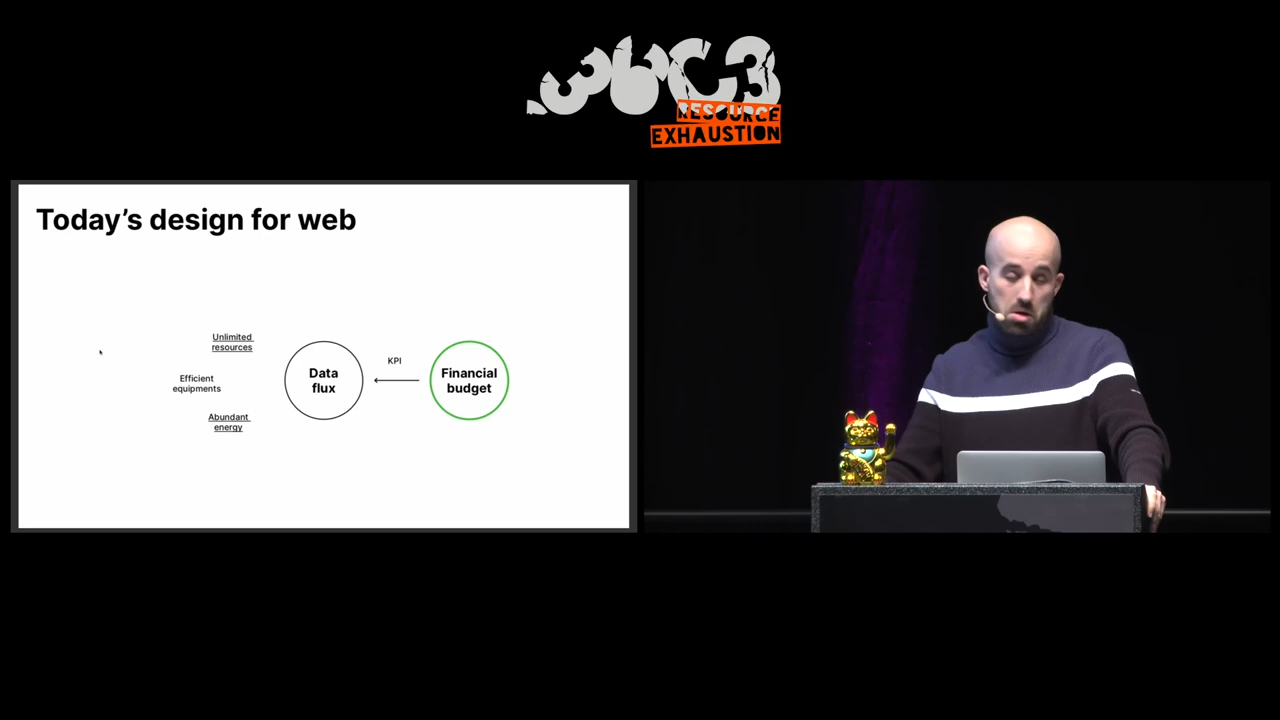 36C3
RESOURCE
EXHAUSTION
Today's design for web
Unlimited
resources
Efficient
equipments
Abundant
energy
Data
flux
KPI
Financial
budget